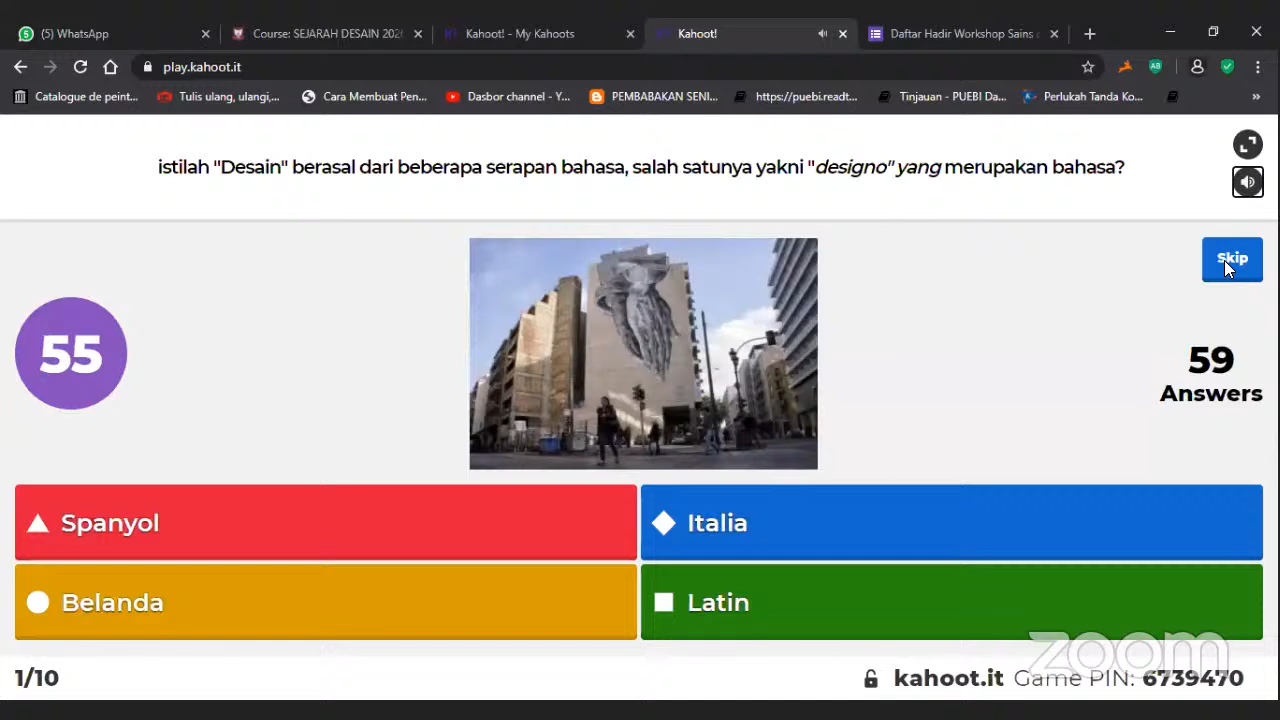 (5) WhatsApp
Course: SEJARAH DESAIN 202
Kahoot! - My Kahoots
Kahoot!
Daftar Hadir Workshop Sains
play.kahoot.it
Catalogue de peint...
Tulis ulang, ulangi,...
Cara Membuat Pen...
Dasbor channel - Y...
PEMBABAKAN SENI...
https://puebi.readt...
Tinjauan - PUEBI Da...
Perlukah Tanda Ko...
»
istilah "Desain" berasal dari beberapa serapan bahasa, salah satunya yakni "designo" yang merupakan bahasa?
Skip
55
59
Answers
Spanyol
Italia
Belanda
Latin
zoom
1/10
kahoot.it Game PIN: 6739470